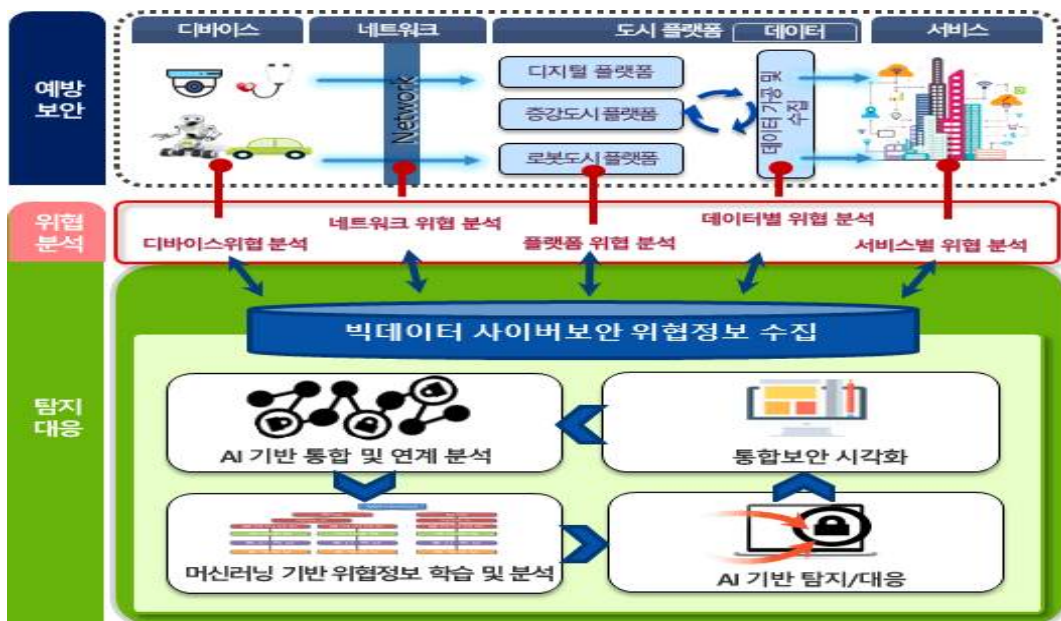 디바이스
네트워크
도시 플랫폼
데이터
서비스
예방
보안
Network
디지털 플랫폼
증강도시 플랫폼
로봇도시 플랫폼
데이터 가공 및
수집
위협
분석
디바이스위협 분석
네트워크 위협 분석
플랫폼 위협 분석
데이터별 위협 분석
서비스별 위협 분석
빅데이터 사이버보안 위협정보 수집
탐지
대응
AI 기반 통합 및 연계 분석
통합보안 시각화
머신러닝 기반 위협정보 학습 및 분석
AI 기반 탐지/대응